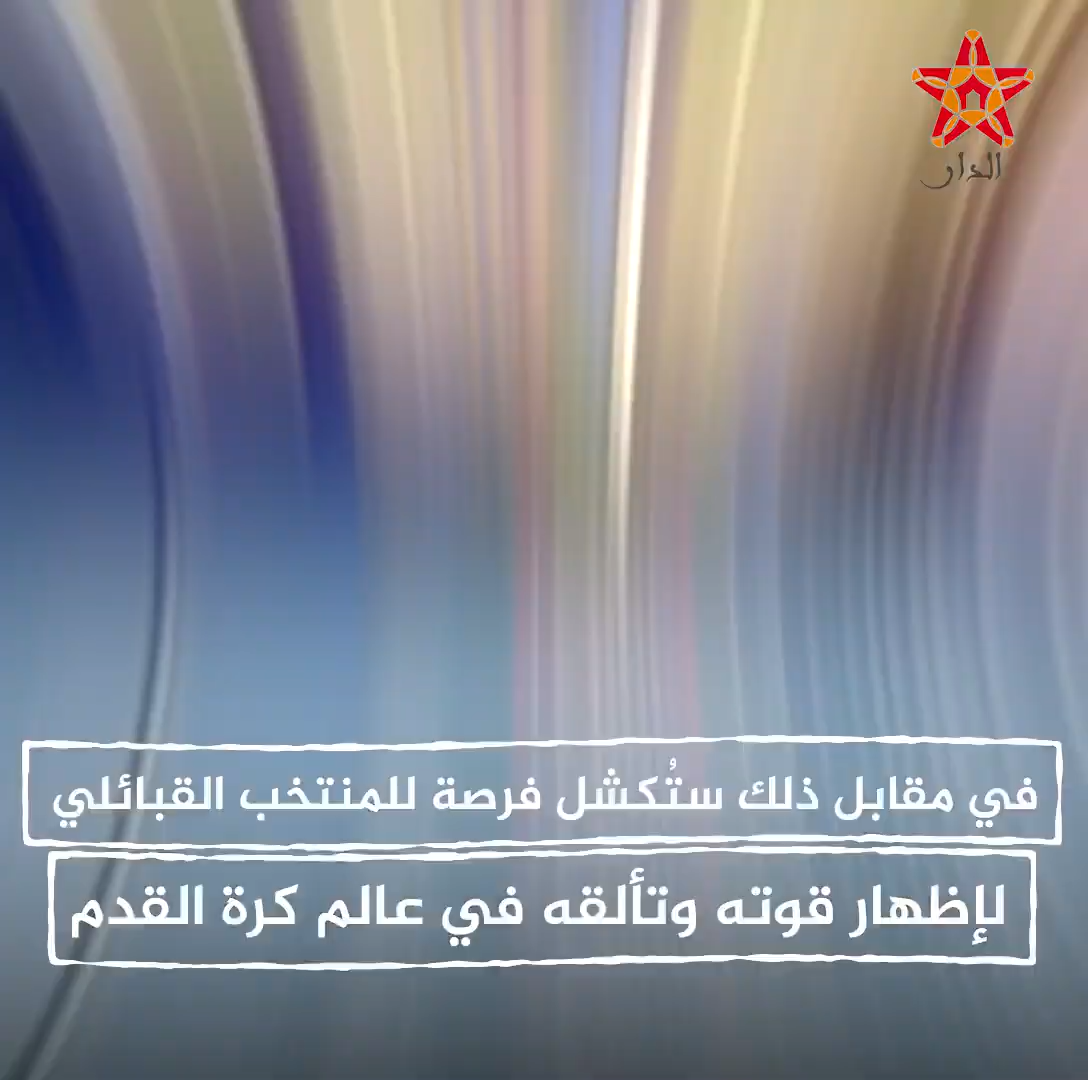 الدار
في مقابل ذلك ستُكشل فرصة للمنتخب القبائلي
لإظهار قوته وتألقه في عالم كرة القدم